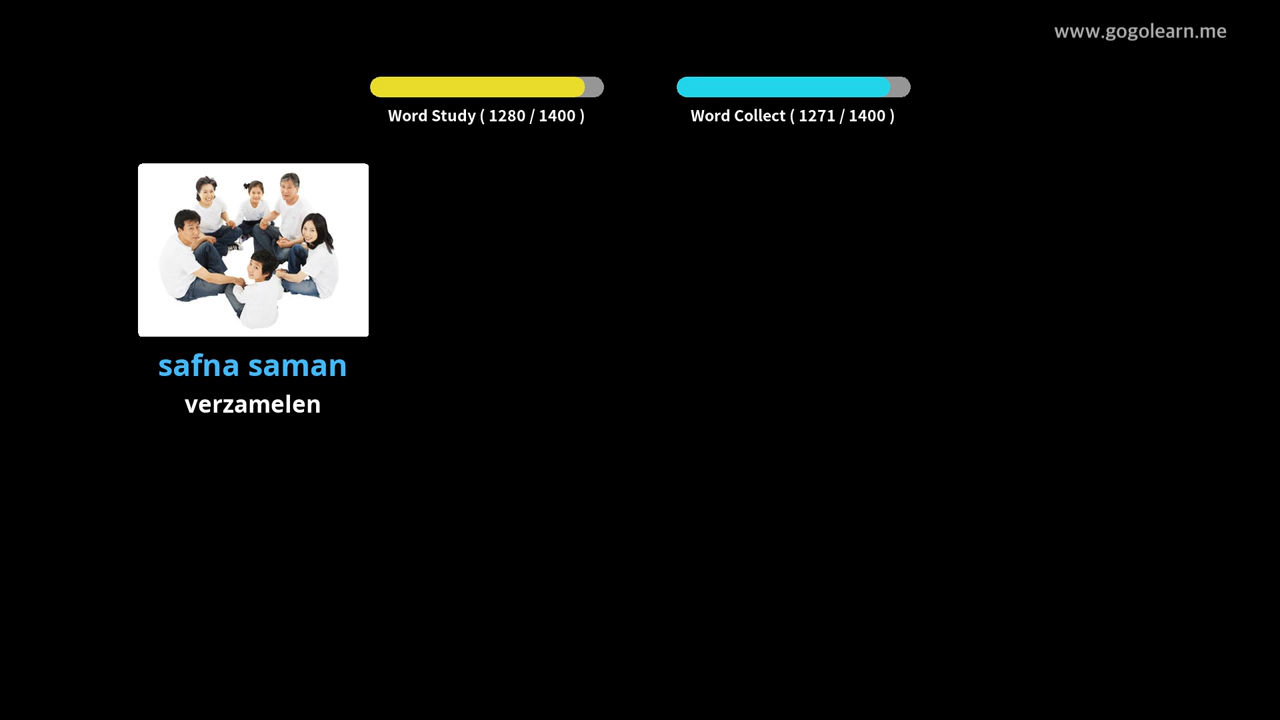 www.gogolearn.me
Word Study ( 1280 / 1400 )
Word Collect ( 1271 / 1400 )
safna saman
verzamelen